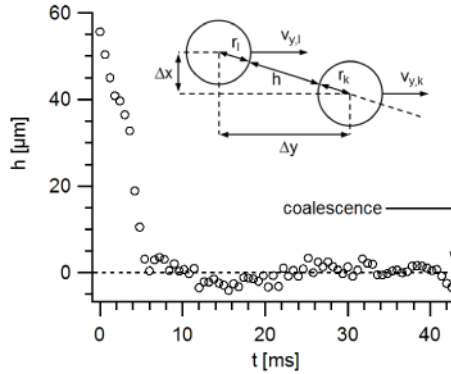 60
40
20
0
h [µm]
0
10
20
30
40
t [ms]
Δx
Δy
r_l
h
r_k
v_y,l
v_y,k
coalescence